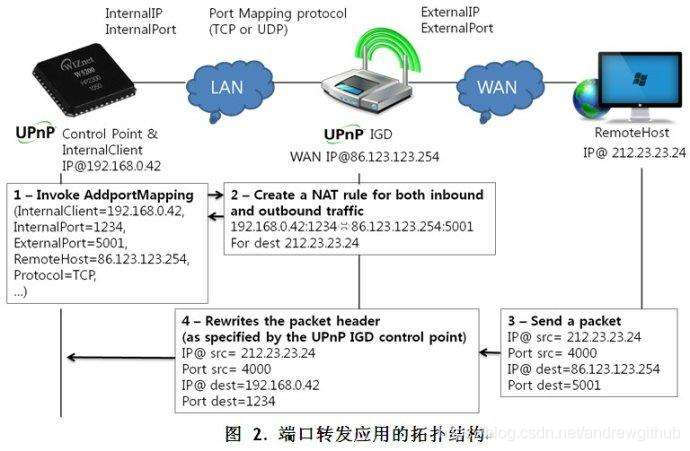 InternalIP
InternalPort
Port Mapping protocol
(TCP or UDP)
ExternalIP
ExternalPort
WIZnet
W5200
LAN
WAN
UPnP Control Point &
InternalClient
IP@192.168.0.42
UPnP IGD
WAN IP@86.123.123.254
RemoteHost
IP@ 212.23.23.24
1 – Invoke AddportMapping
(InternalClient=192.168.0.42,
InternalPort=1234,
ExternalPort=5001,
RemoteHost=86.123.123.254,
Protocol=TCP,
...)
2 – Create a NAT rule for both inbound
and outbound traffic
192.168.0.42:1234 86.123.123.254:5001
For dest 212.23.23.24
3 – Send a packet
IP@ src= 212.23.23.24
Port src= 4000
IP@ dest=86.123.123.254
Port dest=5001
4 – Rewrites the packet header
(as specified by the UPnP IGD control point)
IP@ src= 212.23.23.24
Port src= 4000
IP@ dest=192.168.0.42
Port dest=1234
图 2. 端口转发应用的拓扑结构
blog.csdn.net/andrewgithub